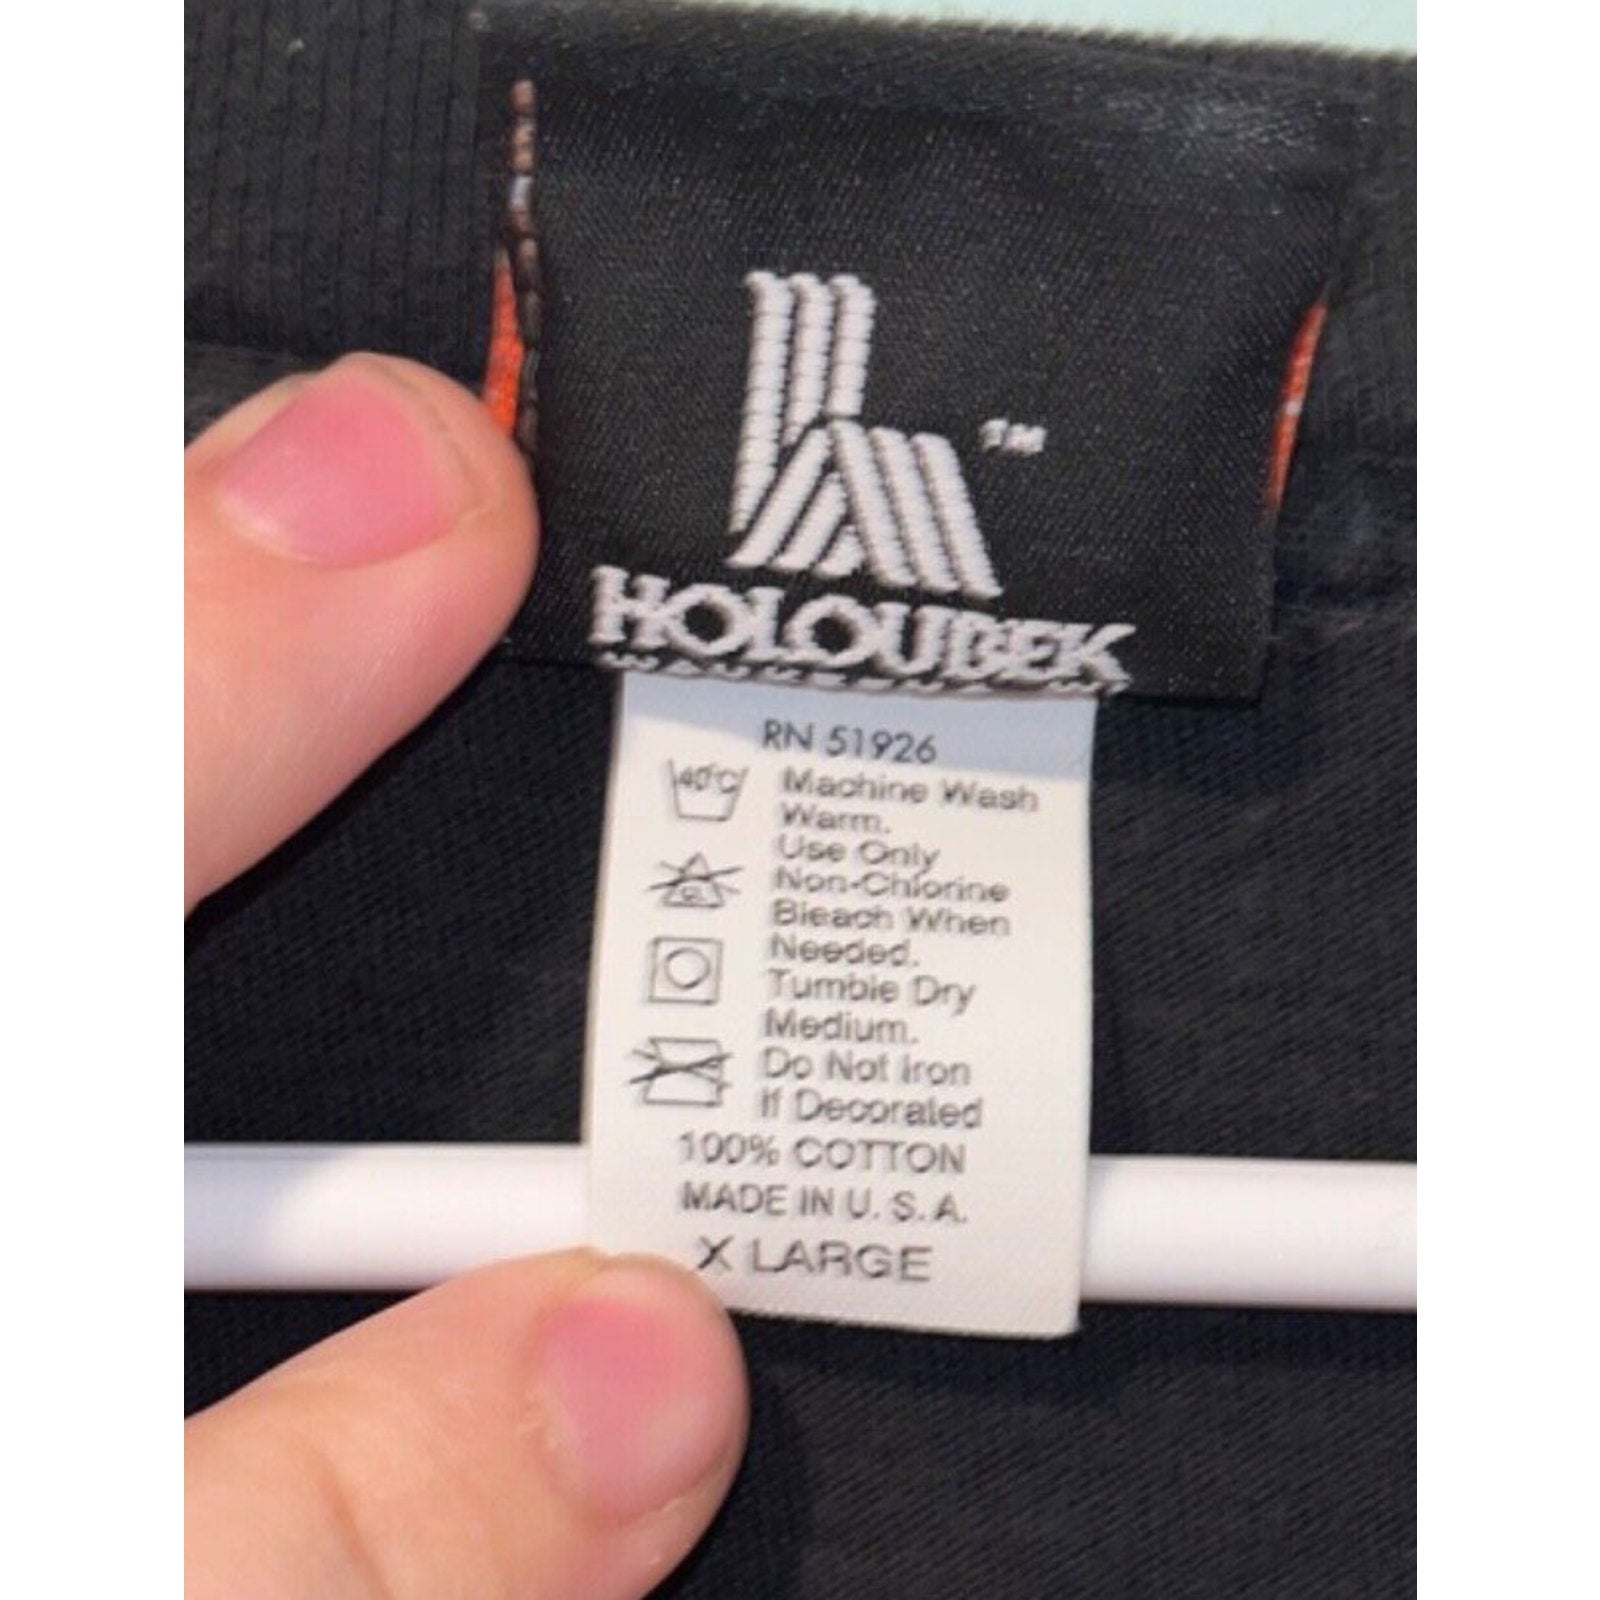 TM
HOLOUBEK
RN 51926
40°C
Machine Wash
Warm.
Use Only
Non-Chlorine
Bleach When
Needed.
Tumble Dry
Medium.
Do Not Iron
If Decorated
100% COTTON
MADE IN U.S.A.
X LARGE